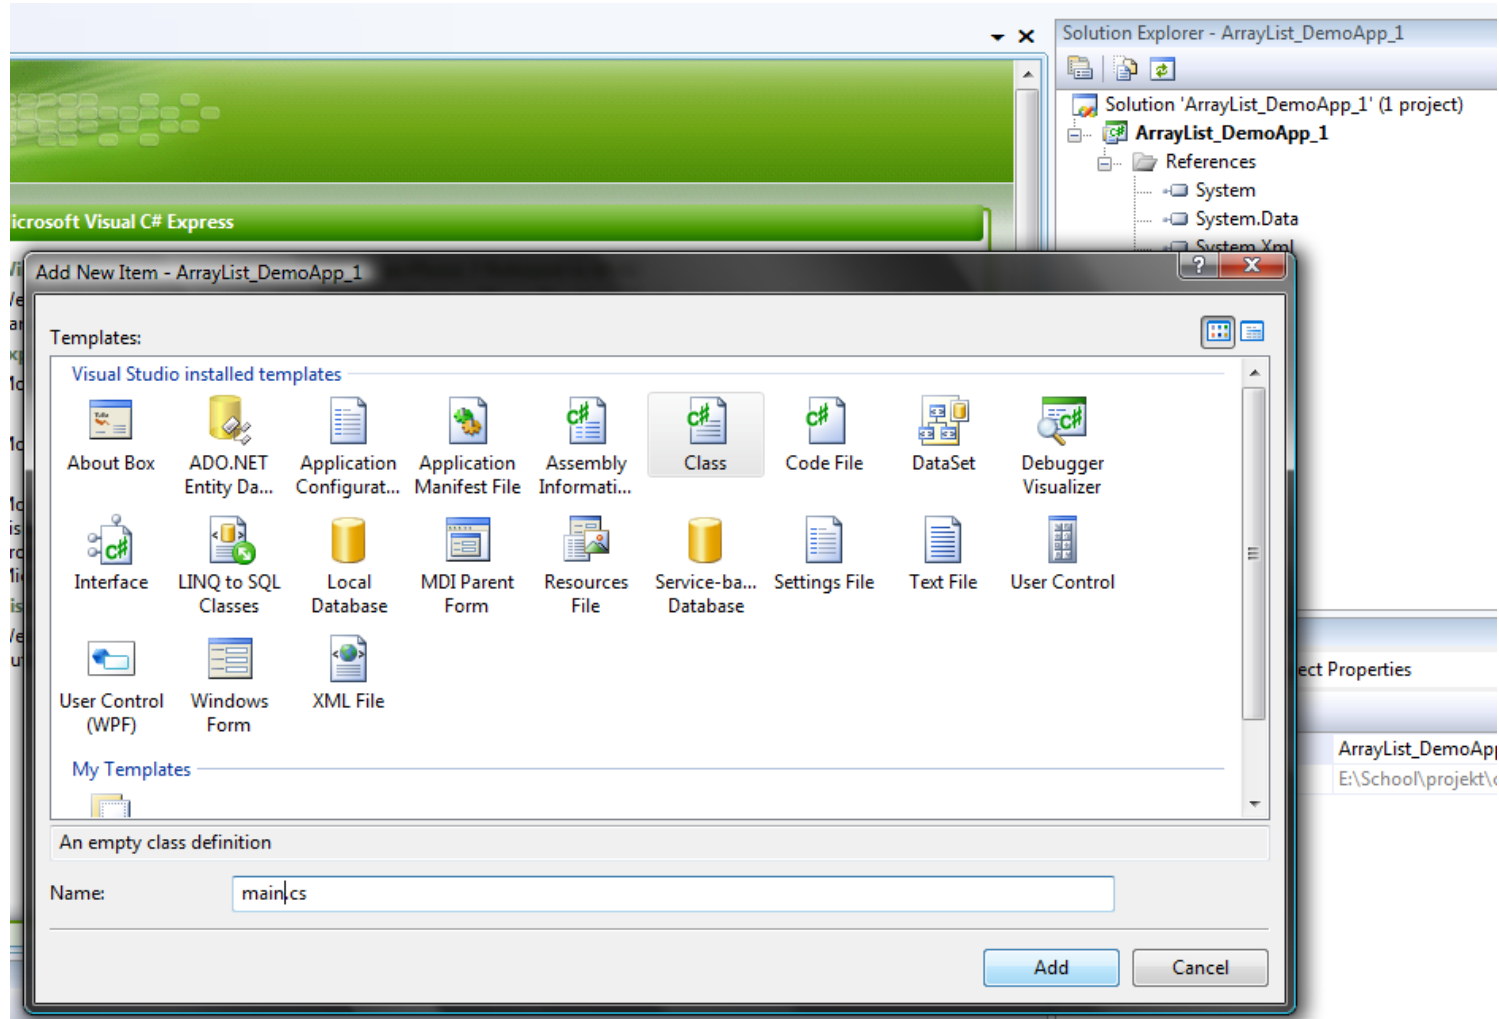 Solution Explorer - ArrayList_DemoApp_1
Solution 'ArrayList_DemoApp_1' (1 project)
ArrayList_DemoApp_1
References
System
System.Data
System.Xml
icrosoft Visual C# Express
Add New Item - ArrayList_DemoApp_1
?
Templates:
Visual Studio installed templates
About Box
ADO.NET
Entity Da...
Application
Configurat...
Application
Manifest File
Assembly
Informati...
Class
Code File
DataSet
Debugger
Visualizer
Interface
LINQ to SQL
Classes
Local
Database
MDI Parent
Form
Resources
File
Service-ba...
Database
Settings File
Text File
User Control
User Control
(WPF)
Windows
Form
XML File
My Templates
An empty class definition
Name:
main.cs
Add
Cancel
ect Properties
ArrayList_DemoApp
E:\School\projekt\